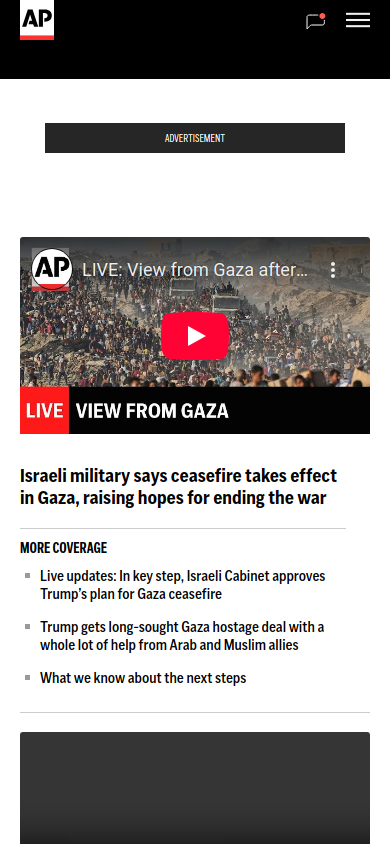 AP
ADVERTISEMENT
AP
LIVE: View from Gaza after...
LIVE VIEW FROM GAZA
Israeli military says ceasefire takes effect
in Gaza, raising hopes for ending the war
MORE COVERAGE
Live updates: In key step, Israeli Cabinet approves
Trump’s plan for Gaza ceasefire
Trump gets long-sought Gaza hostage deal with a
whole lot of help from Arab and Muslim allies
What we know about the next steps